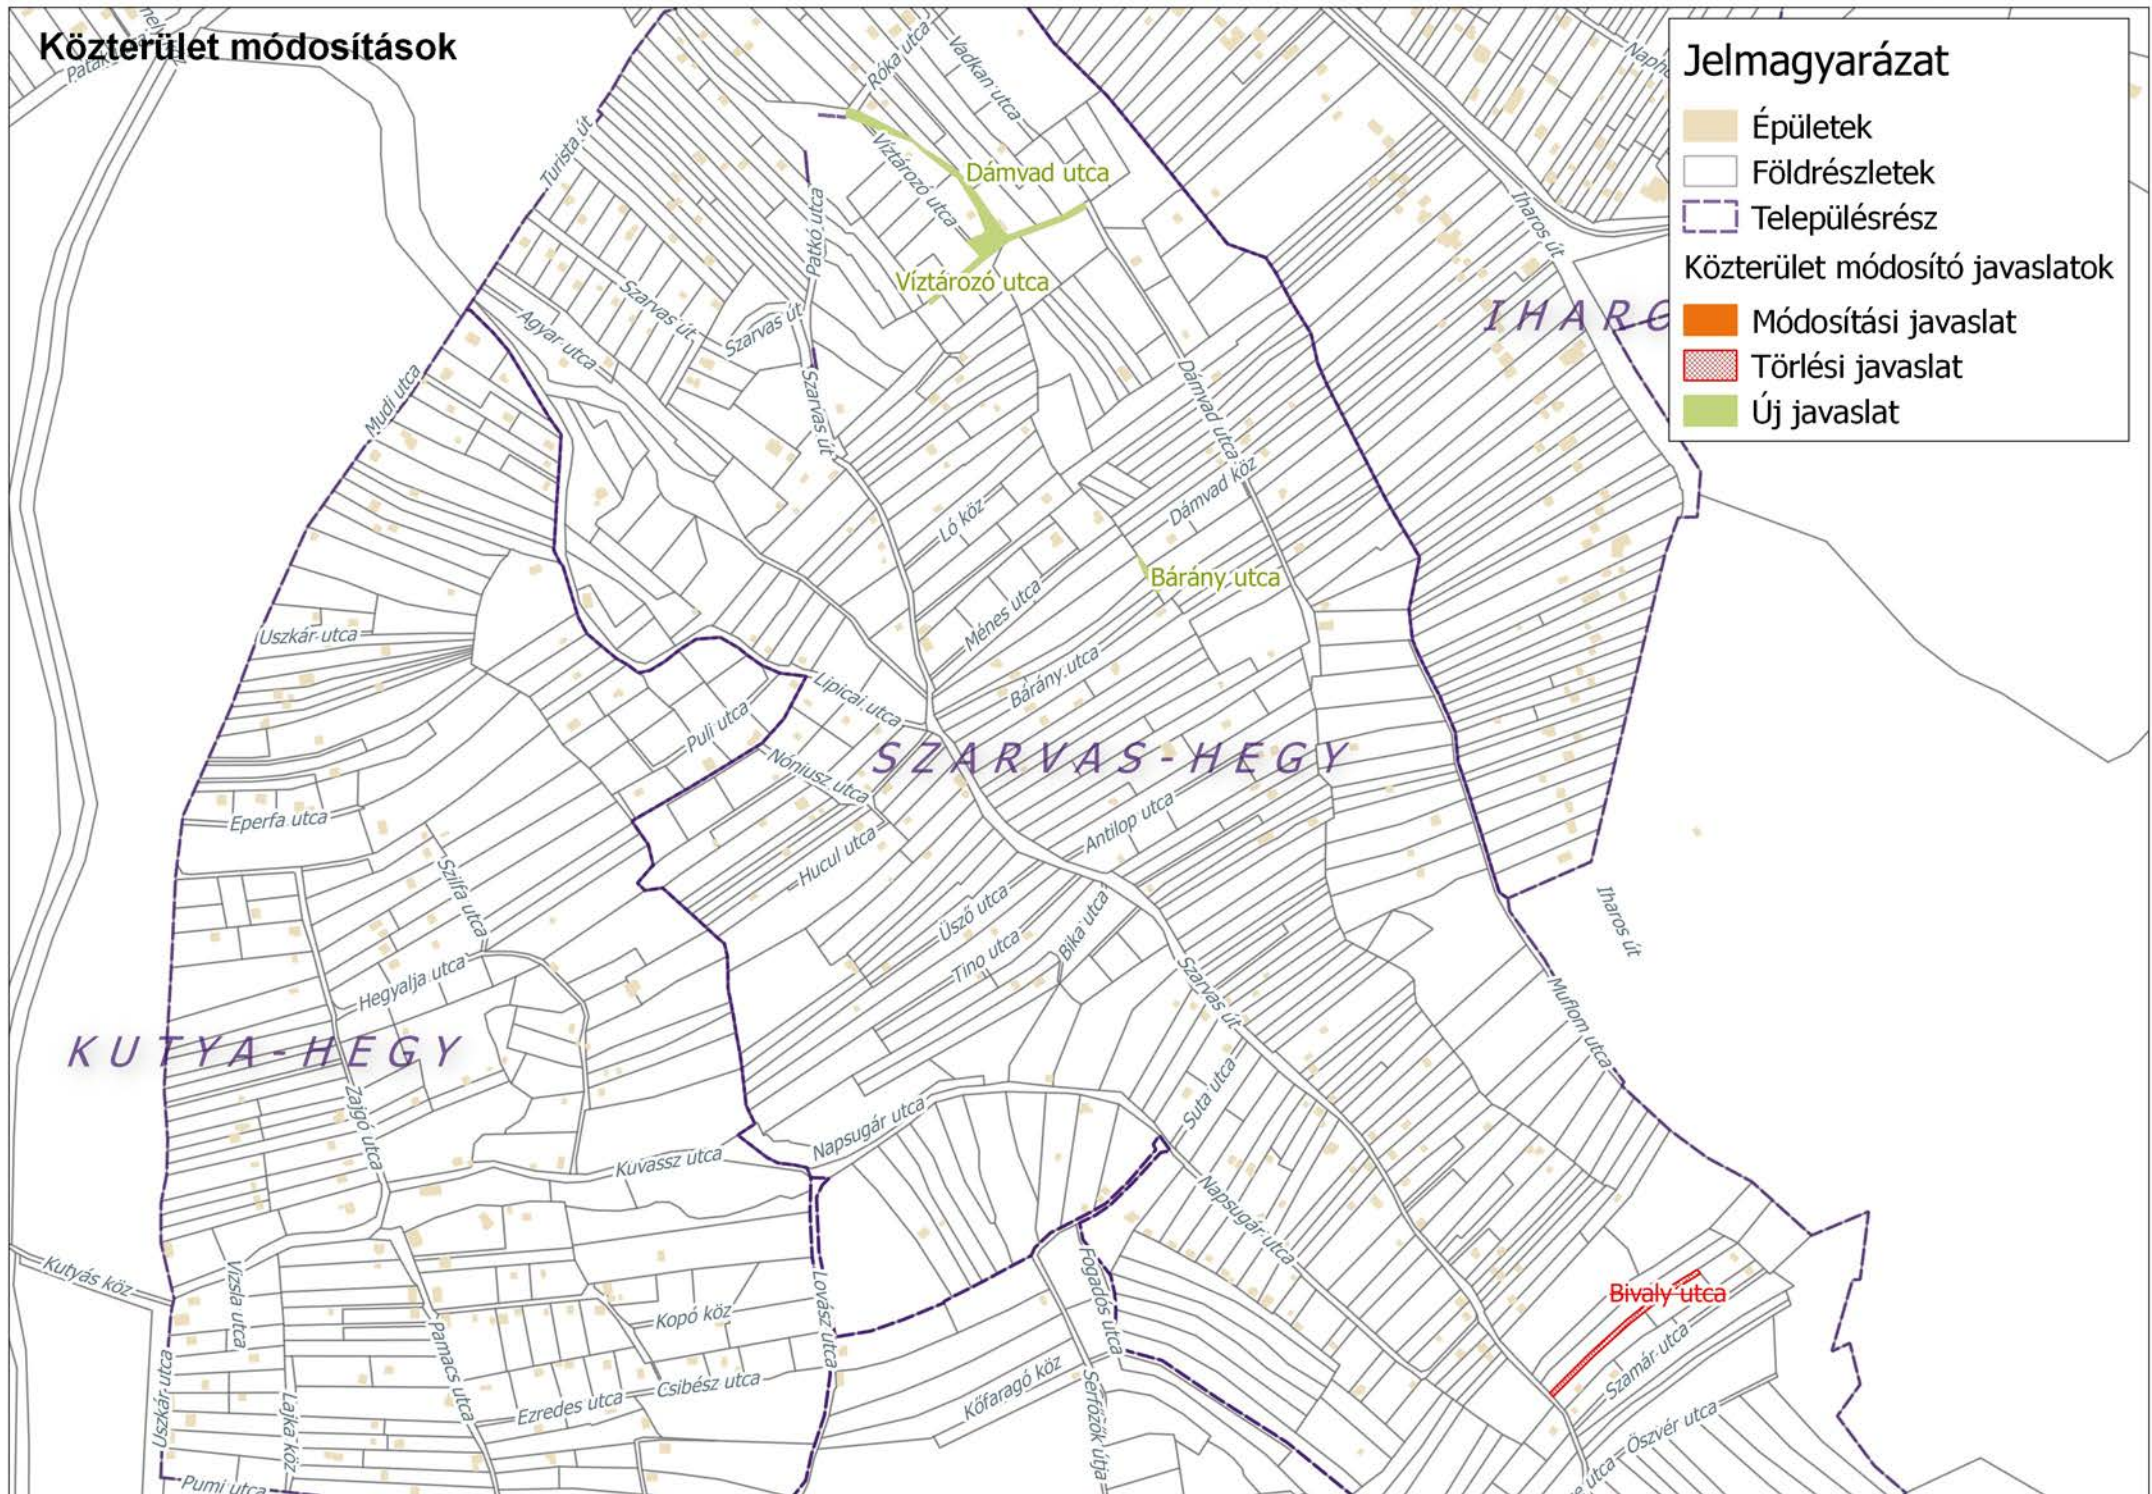 Közterület módosítások
Jelmagyarázat
Épületek
Földrészletek
Településrész
Közterület módosító javaslatok
Módosítási javaslat
Törlési javaslat
Új javaslat
Róka utca
Vadkan utca
Turista út
Víztározó utca
Dámvad utca
Patkó utca
Iharos út
Víztározó utca
Szarvas út
Szarvas út
Agyar utca
Mudi utca
Szarvas út
Dámvad utca
Dámvad köz
Ló köz
Bárány utca
Ménes utca
Uszkár utca
Bárány utca
Lipicai utca
Puli utca
SZARVAS-HEGY
Nóniusz utca
Eperfa utca
Antilop utca
Hucul utca
Szilfa utca
Üsző utca
Bika utca
Tino utca
Iharos út
Hegyalja utca
Szarvas út
Muflom utca
KUTYA-HEGY
Zajgó utca
Suta utca
Napsugár utca
Kuvassz utca
Napsugár utca
Kutyás köz
Vizsla utca
Fogadós utca
Lovász utca
Bivaly utca
Kopó köz
Pamacs utca
Szamár utca
Csibész utca
Ezredes utca
Kőfaragó köz
Uszkár utca
Lajka köz
Serfőzők útja
Öszvér utca
Pumi utca